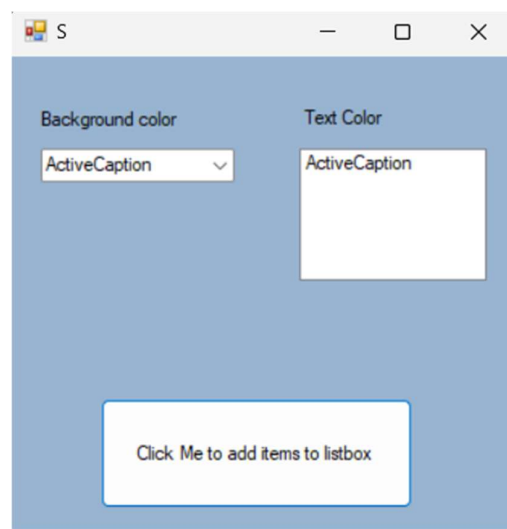 S
Background color
Text Color
ActiveCaption
ActiveCaption
Click Me to add items to listbox